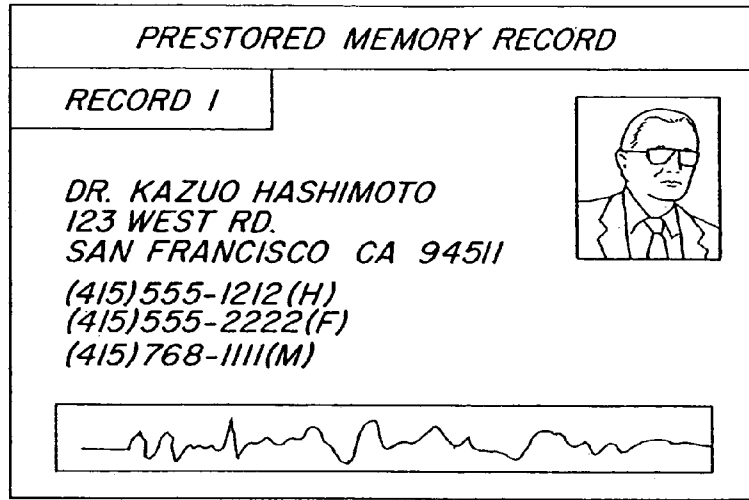 PRESTORED MEMORY RECORD
RECORD 1
DR. KAZUO HASHIMOTO
123 WEST RD.
SAN FRANCISCO CA 94511
(415)555-1212(H)
(415)555-2222(F)
(415)768-1111(M)